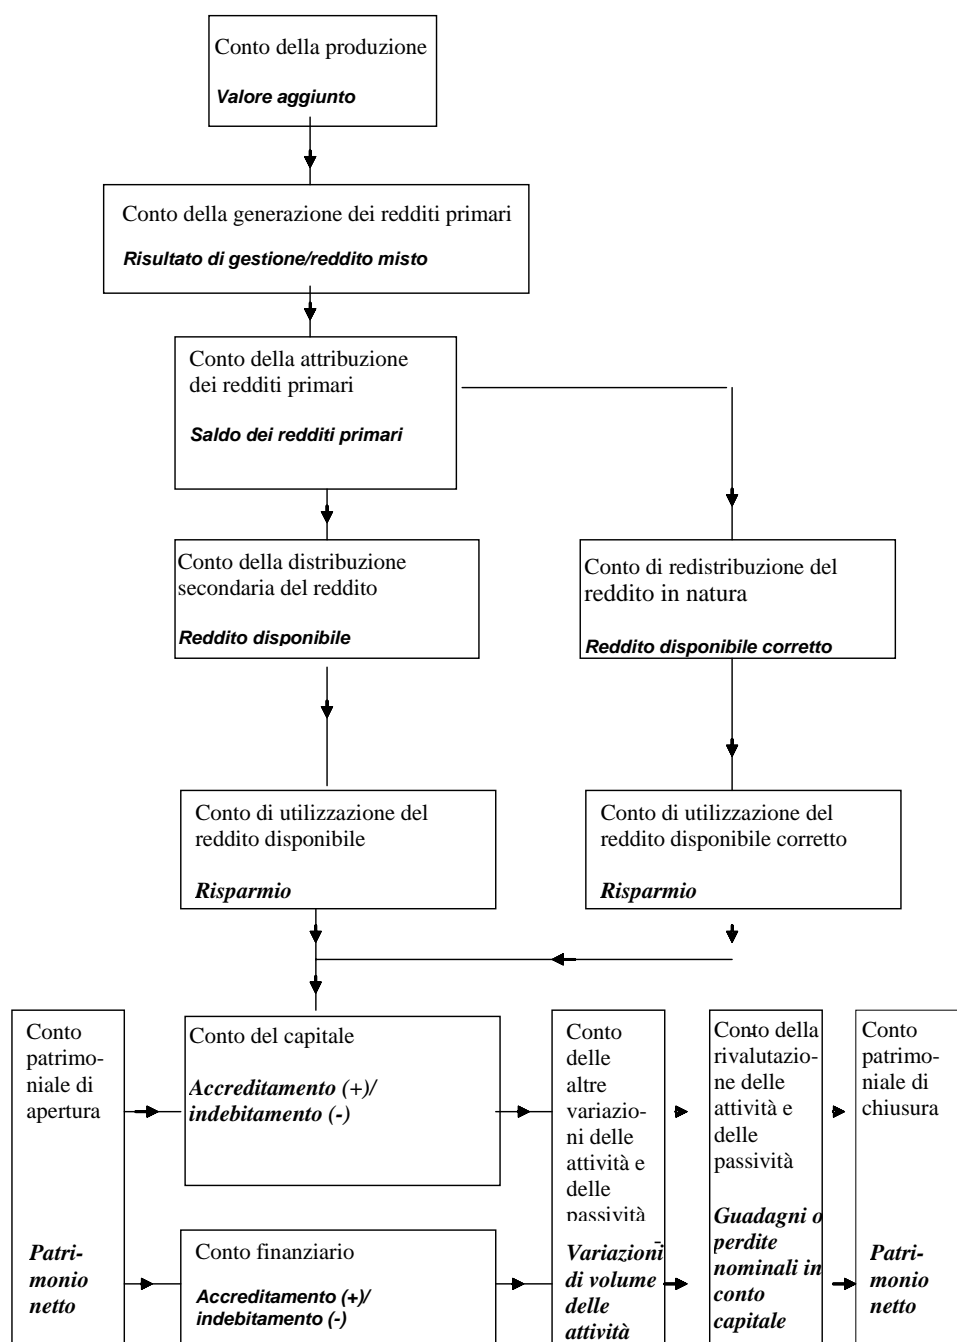 Conto della produzione
Valore aggiunto
Conto della generazione dei redditi primari
Risultato di gestione/reddito misto
Conto della attribuzione
dei redditi primari
Saldo dei redditi primari
Conto della distribuzione
secondaria del reddito
Reddito disponibile
Conto di redistribuzione del
reddito in natura
Reddito disponibile corretto
Conto di utilizzazione del
reddito disponibile
Risparmio
Conto di utilizzazione del
reddito disponibile corretto
Risparmio
Conto
patrimo-
niale di
apertura
Patri-
monio
netto
Conto del capitale
Accreditamento (+)/
indebitamento (-)
Conto finanziario
Accreditamento (+)/
indebitamento (-)
Conto
delle
altre
variazio-
ni delle
attività e
delle
passività
Variazioni
di volume
delle
attività
Conto della
rivalutazio-
ne delle
attività e
delle
passività
Guadagni o
perdite
nominali in
conto
capitale
Conto
patrimo-
niale di
chiusura
Patri-
monio
netto